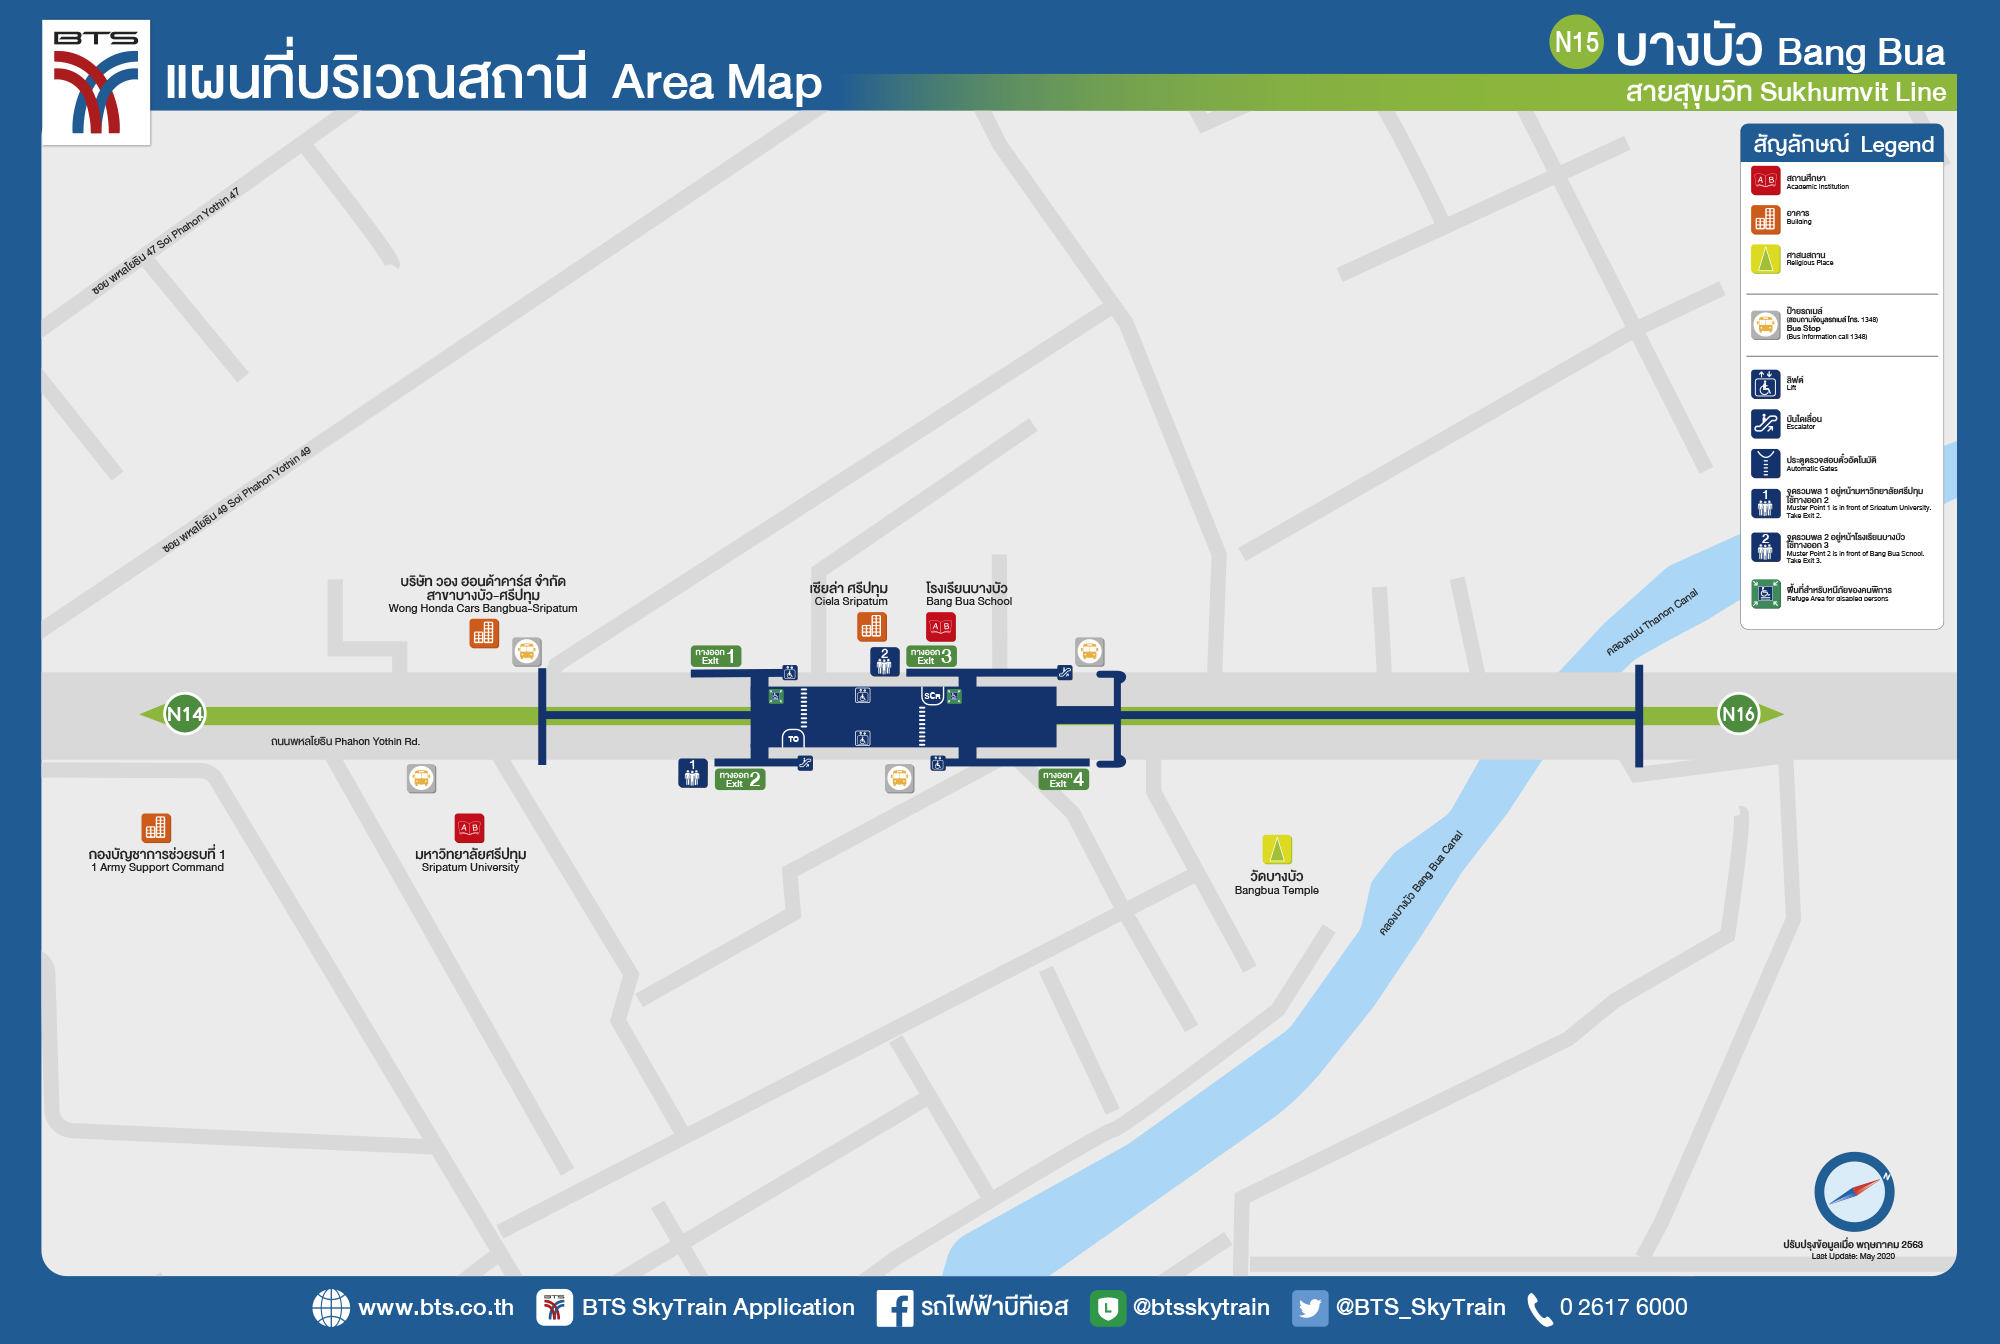 BTS
แผนที่บริเวณสถานี Area Map
N15 บางบัว Bang Bua
สายสุขุมวิท Sukhumvit Line
สัญลักษณ์ Legend
A B
สถานศึกษา
Academic Institution
อาคาร
Building
ศาสนสถาน
Religious Place
ป้ายรถเมล์
(สอบถามข้อมูลรถเมล์ โทร. 1348)
Bus Stop
(Bus information call 1348)
ลิฟต์
Lift
บันไดเลื่อน
Escalator
ประตูตรวจสอบตั๋วอัตโนมัติ
Automatic Gates
1
จุดรวมพล 1 อยู่หน้ามหาวิทยาลัยศรีปทุม
ใช้ทางออก 2
Muster Point 1 is in front of Sripatum University.
Take Exit 2.
2
จุดรวมพล 2 อยู่หน้าโรงเรียนบางบัว
ใช้ทางออก 3
Muster Point 2 is in front of Bang Bua School.
Take Exit 3.
พื้นที่สำหรับหนีภัยของคนพิการ
Refuge Area for disabled persons
ซอย พหลโยธิน 47 Soi Phahon Yothin 47
ซอย พหลโยธิน 49 Soi Phahon Yothin 49
บริษัท วอง ฮอนด้าคาร์ส จำกัด
สาขาบางบัว-ศรีปทุม
Wong Honda Cars Bangbua-Sripatum
เซียล่า ศรีปทุม
Ciela Sripatum
โรงเรียนบางบัว
Bang Bua School
A B
คลองถนน Thanon Canal
ทางออก
Exit 1
2
ทางออก
Exit 3
SCR
N14
N16
TO
ถนนพหลโยธิน Phahon Yothin Rd.
1
ทางออก
Exit 2
ทางออก
Exit 4
กองบัญชาการช่วยรบที่ 1
1 Army Support Command
A B
มหาวิทยาลัยศรีปทุม
Sripatum University
วัดบางบัว
Bangbua Temple
คลองบางบัว Bang Bua Canal
N
ปรับปรุงข้อมูลเมื่อ พฤษภาคม 2563
Last Update: May 2020
www.bts.co.th
BTS
BTS SkyTrain Application
รถไฟฟ้าบีทีเอส
L
@btsskytrain
@BTS_SkyTrain
0 2617 6000